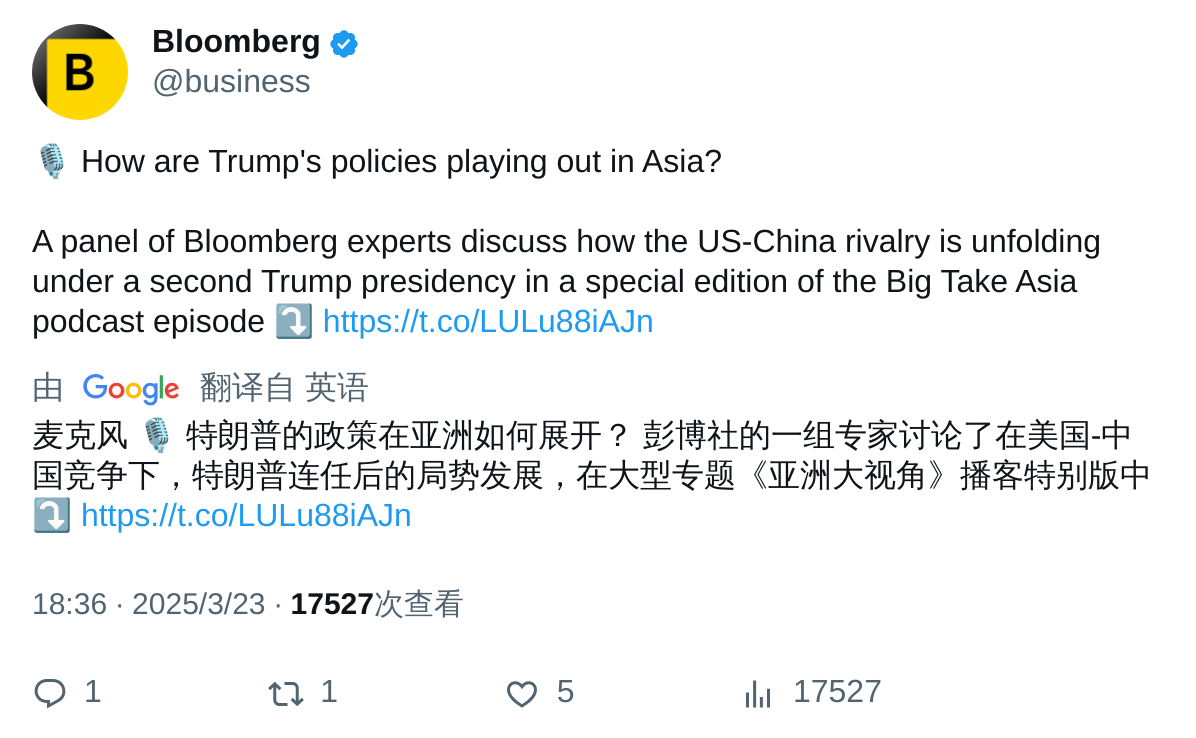 B
Bloomberg
@business
🎙️ How are Trump's policies playing out in Asia?
A panel of Bloomberg experts discuss how the US-China rivalry is unfolding
under a second Trump presidency in a special edition of the Big Take Asia
podcast episode ⤵️ https://t.co/LULu88iAJn
由 Google 翻译自 英语
麦克风 🎙️ 特朗普的政策在亚洲如何展开？ 彭博社的一组专家讨论了在美国-中
国竞争下，特朗普连任后的局势发展，在大型专题《亚洲大视角》播客特别版中
⤵️ https://t.co/LULu88iAJn
18:36 · 2025/3/23 · 17527次查看
1 1 5 17527